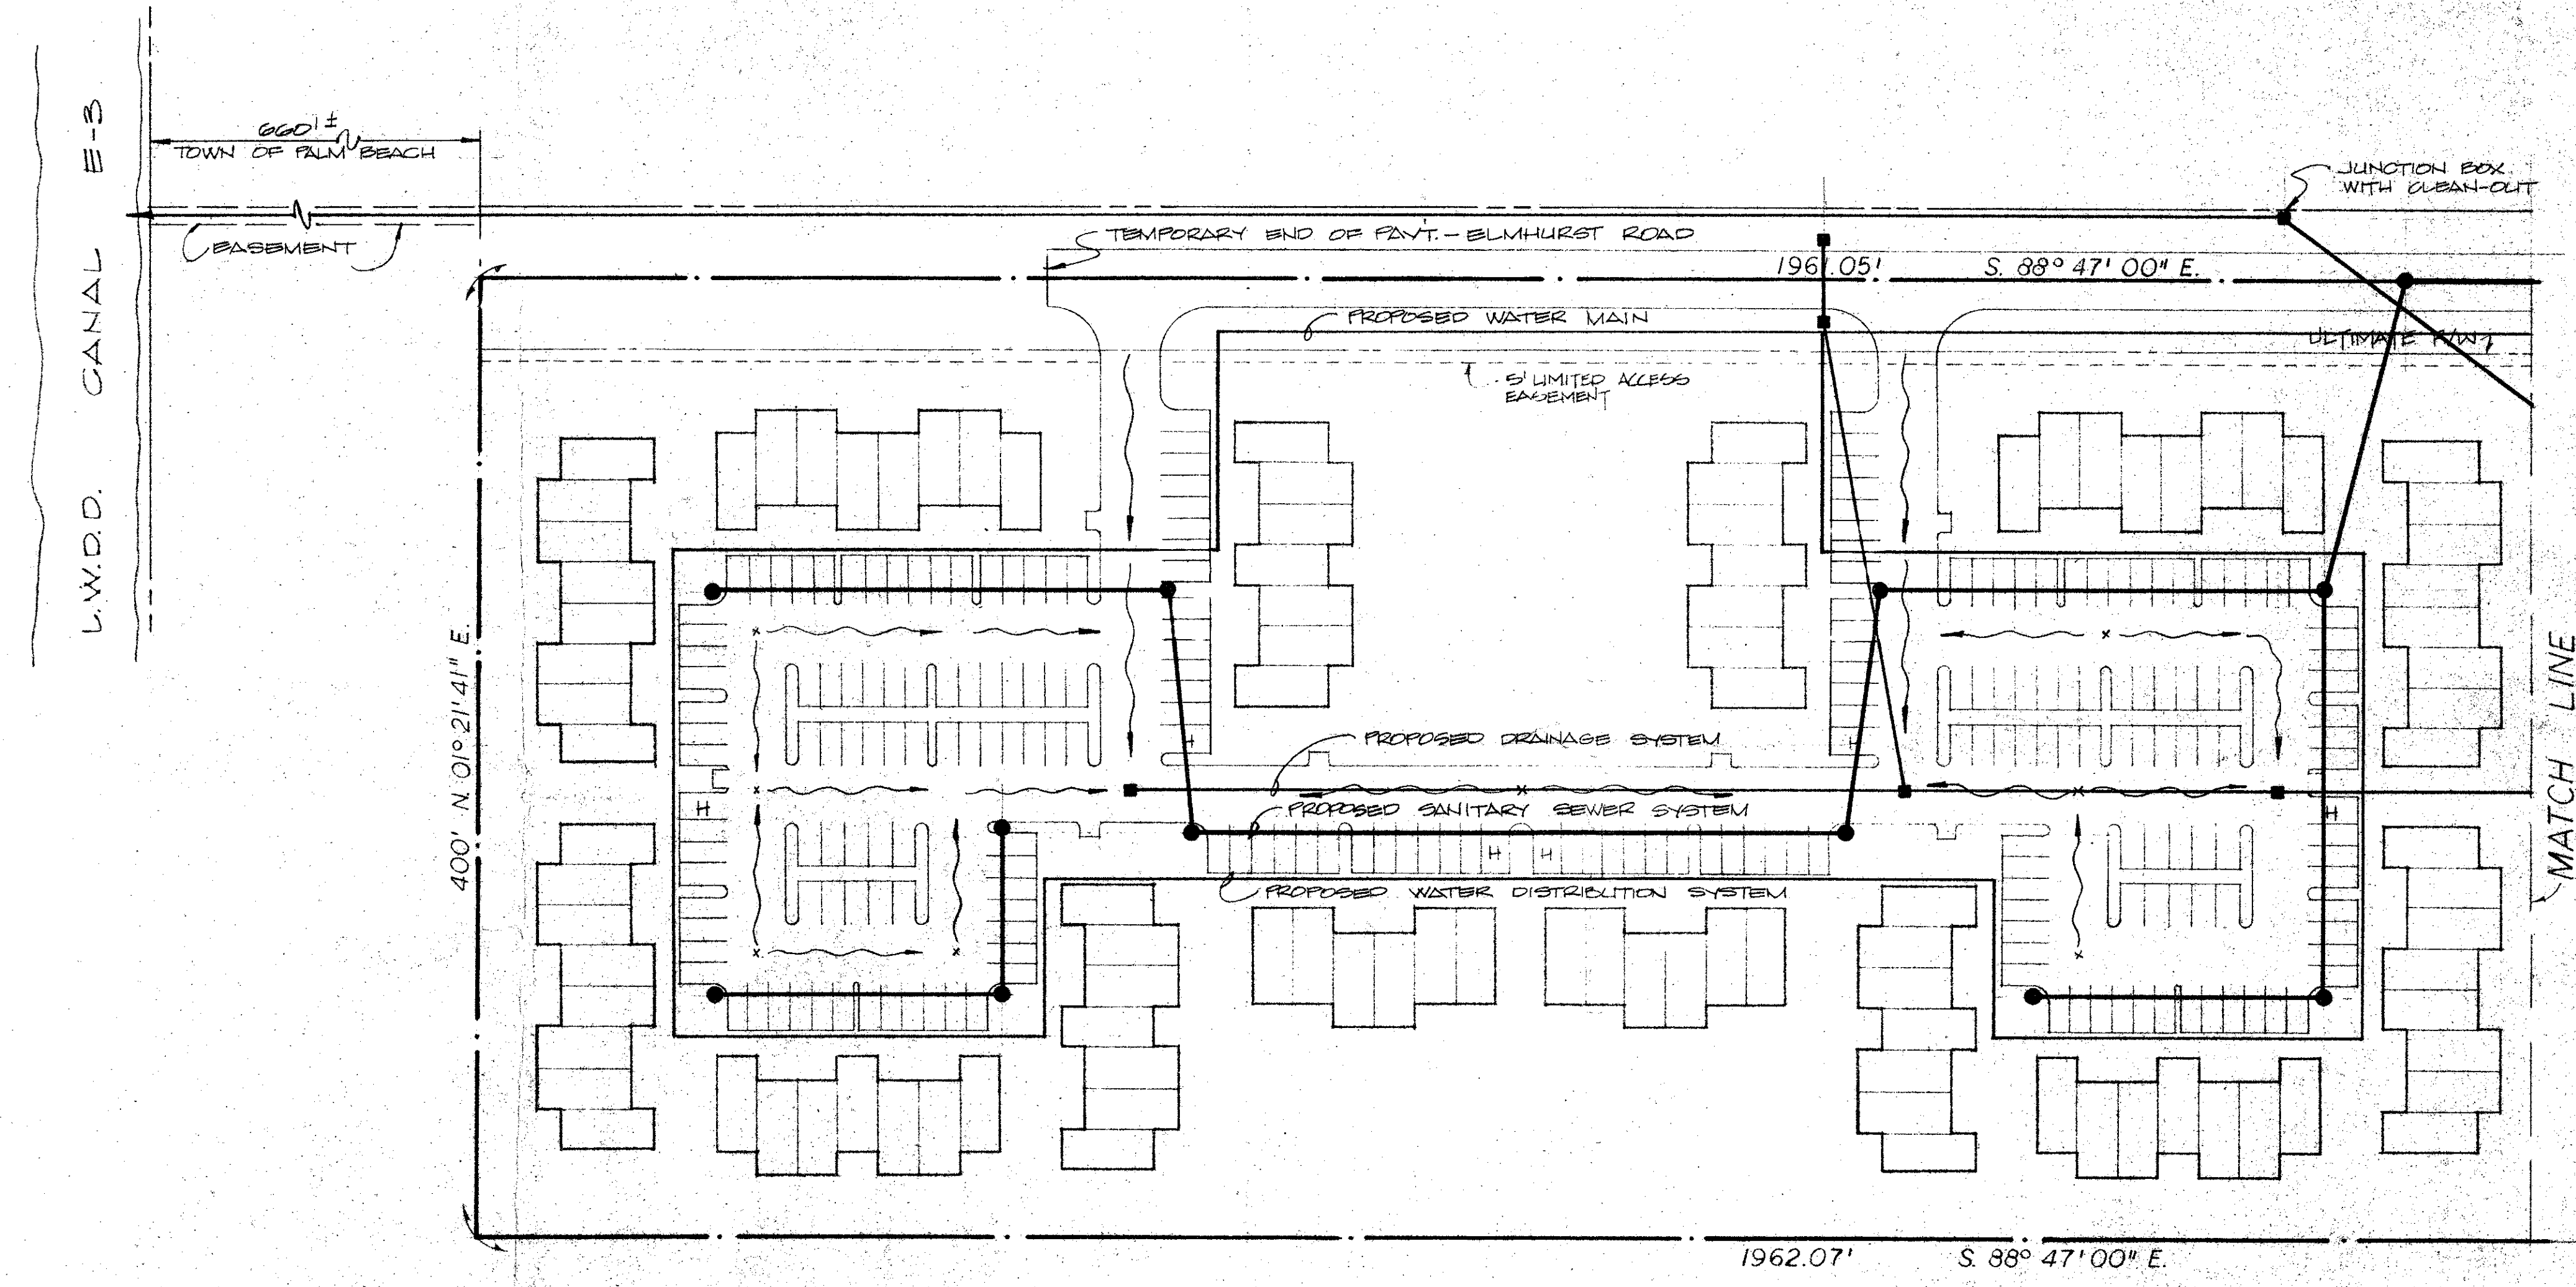 L.W.D.D. CANAL E-3
660'±
TOWN OF PALM BEACH
EASEMENT
JUNCTION BOX
WITH CLEAN-OUT
TEMPORARY END OF PAV'T. - ELMHURST ROAD
S. 88° 47' 00" E.
PROPOSED WATER MAIN
ULTIMATE R/W
5' LIMITED ACCESS
EASEMENT
400' N. 01° 21' 41" E.
MATCH LINE
H
H
PROPOSED DRAINAGE SYSTEM
PROPOSED SANITARY SEWER SYSTEM
H
H
H
H
PROPOSED WATER DISTRIBUTION SYSTEM
1962.07' S. 88° 47' 00" E.